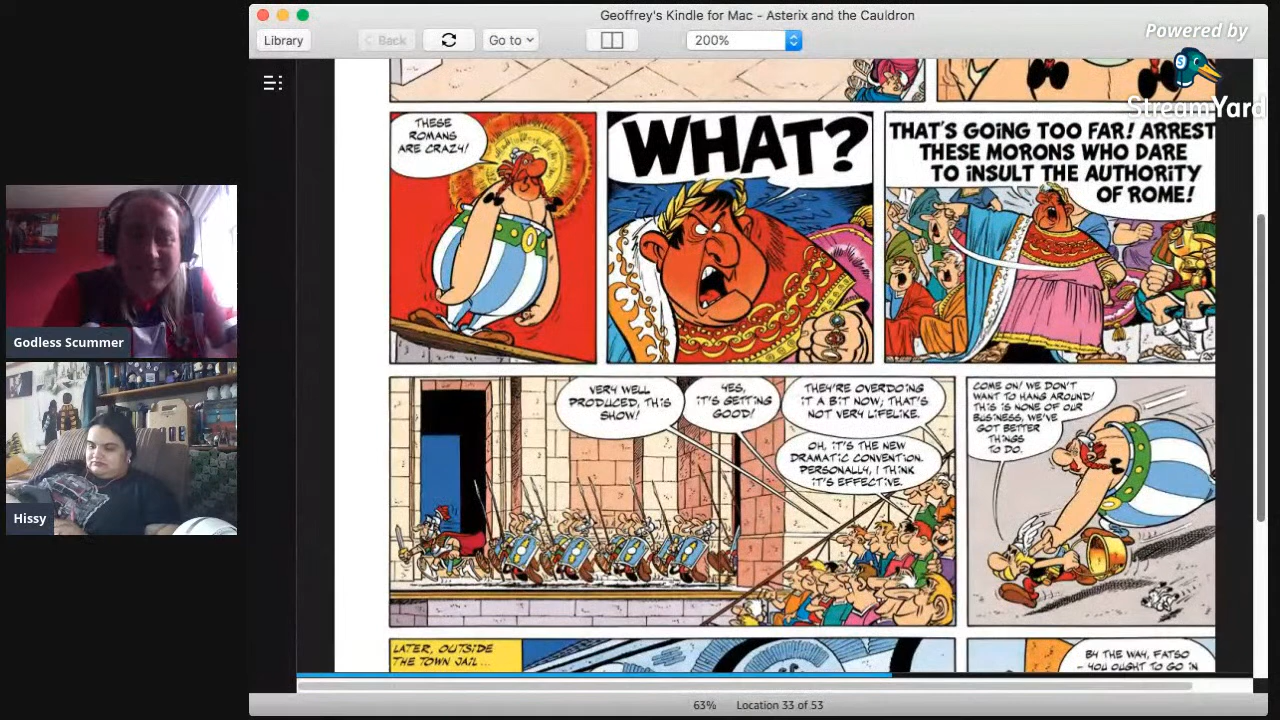 Geoffrey's Kindle for Mac - Asterix and the Cauldron
Library
Back
Go to
200%
Powered by
StreamYard
THESE
ROMANS
ARE CRAZY!
WHAT?
THAT'S GOING TOO FAR! ARREST
THESE MORONS WHO DARE
TO INSULT THE AUTHORITY
OF ROME!
Godless Scummer
Hissy
VERY WELL
PRODUCED, THIS
SHOW!
YES,
IT'S GETTING
GOOD!
THEY'RE OVERDOING
IT A BIT NOW; THAT'S
NOT VERY LIFELIKE.
OH, IT'S THE NEW
DRAMATIC CONVENTION.
PERSONALLY, I THINK
IT'S EFFECTIVE.
COME ON! WE DON'T
WANT TO HANG AROUND!
THIS IS NONE OF OUR
BUSINESS, WE'VE
GOT BETTER
THINGS
TO DO.
LATER, OUTSIDE
THE TOWN JAIL...
BY THE WAY, FATSO
- YOU OUGHT TO GO IN
63% Location 33 of 53